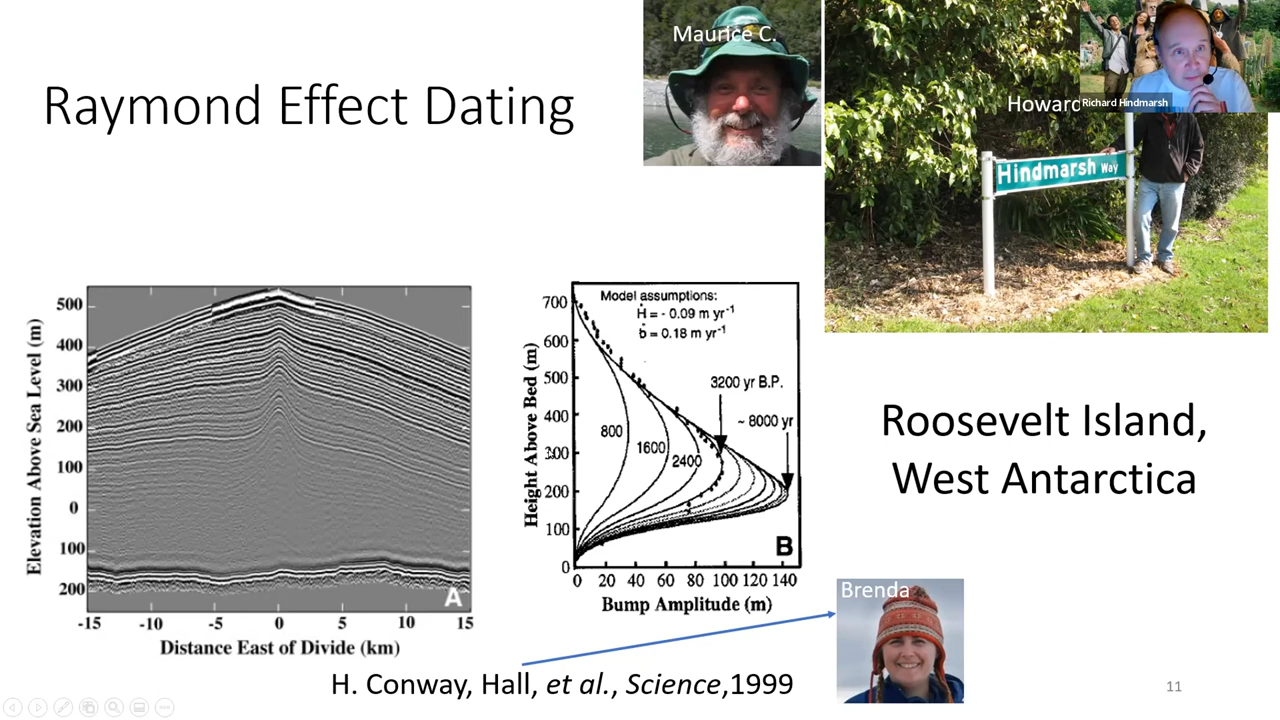 Raymond Effect Dating
Maurice C.
Howard
Richard Hindmarsh
Hindmarsh Way
Elevation Above Sea Level (m)
500
400
300
200
100
0
100
200
A
-15 -10 -5 0 5 10 15
Distance East of Divide (km)
Height Above Bed (m)
Model assumptions:
Ḣ = - 0.09 m yr⁻¹
ḃ = 0.18 m yr⁻¹
700
600
500
400
300
200
100
0
3200 yr B.P.
~ 8000 yr
800
1600
2400
B
0 20 40 60 80 100 120 140
Bump Amplitude (m)
Roosevelt Island,
West Antarctica
Brenda
H. Conway, Hall, et al., Science,1999
11